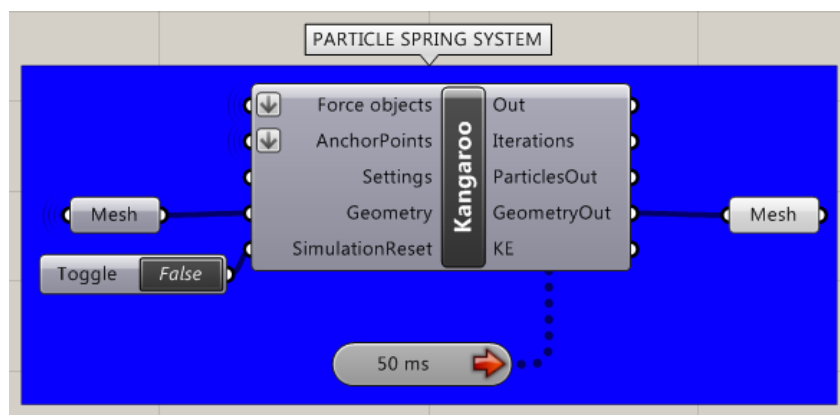 PARTICLE SPRING SYSTEM
Force objects
Out
AnchorPoints
Iterations
Settings
ParticlesOut
Kangaroo
Mesh
Geometry
GeometryOut
Mesh
SimulationReset
KE
Toggle
False
50 ms